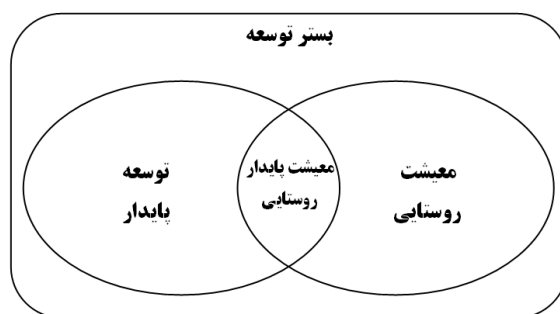 بستر توسعه
معیشت
روستایی
معیشت پایدار
روستایی
توسعه
پایدار